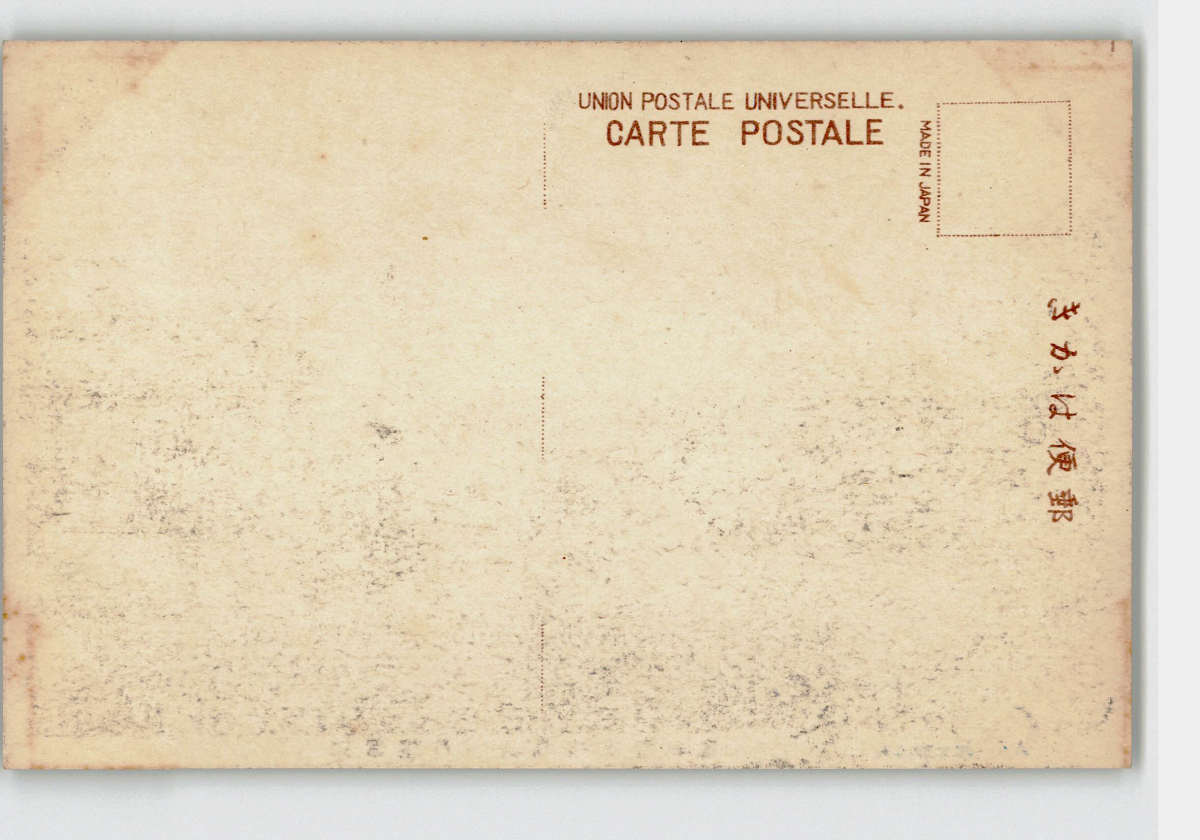 UNION POSTALE UNIVERSELLE.
CARTE POSTALE
MADE IN JAPAN
郵便はかき